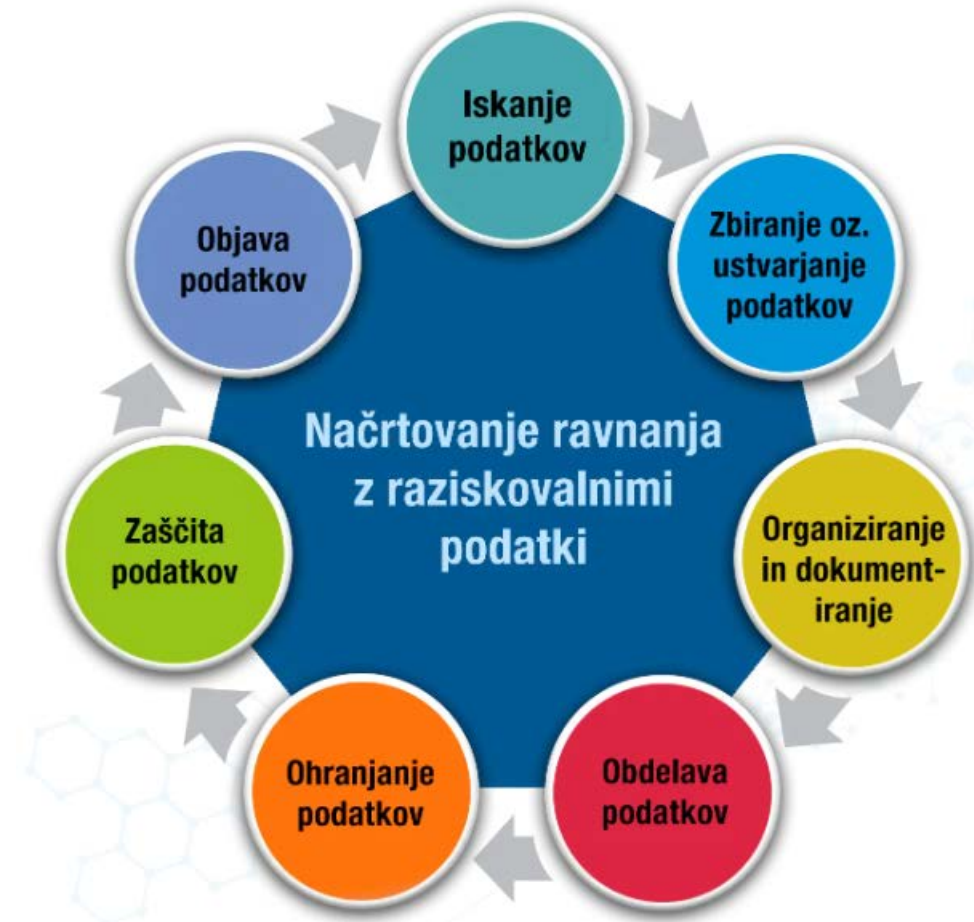 Iskanje
podatkov
Zbiranje oz.
ustvarjanje
podatkov
Organiziranje
in dokument-
iranje
Obdelava
podatkov
Ohranjanje
podatkov
Zaščita
podatkov
Objava
podatkov
Načrtovanje ravnanja
z raziskovalnimi
podatki